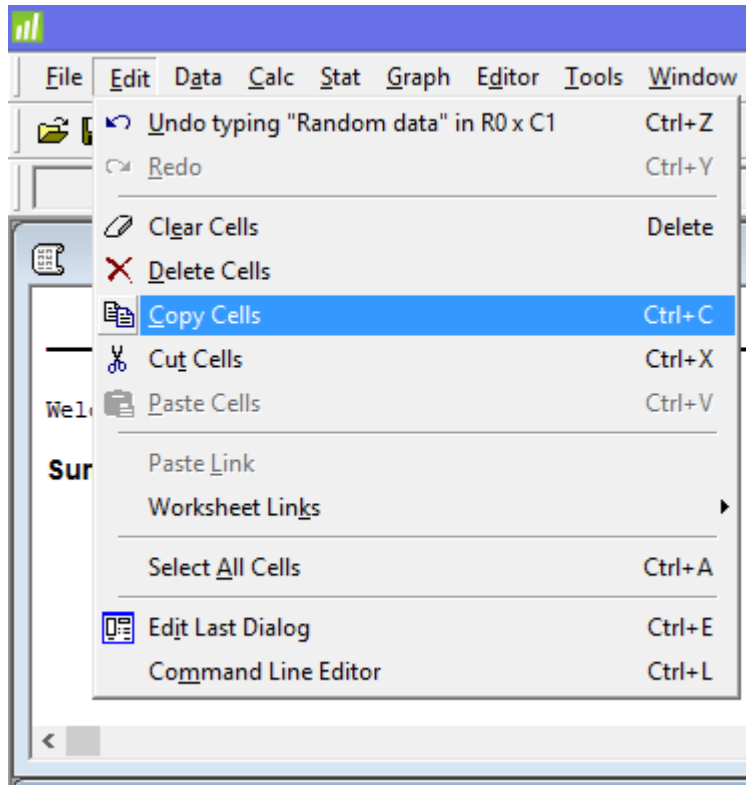 File Edit Data Calc Stat Graph Editor Tools Window
Undo typing "Random data" in R0 x C1 Ctrl+Z
Redo Ctrl+Y
Clear Cells Delete
Delete Cells
Copy Cells Ctrl+C
Cut Cells Ctrl+X
Paste Cells Ctrl+V
Paste Link
Worksheet Links
Select All Cells Ctrl+A
Edit Last Dialog Ctrl+E
Command Line Editor Ctrl+L